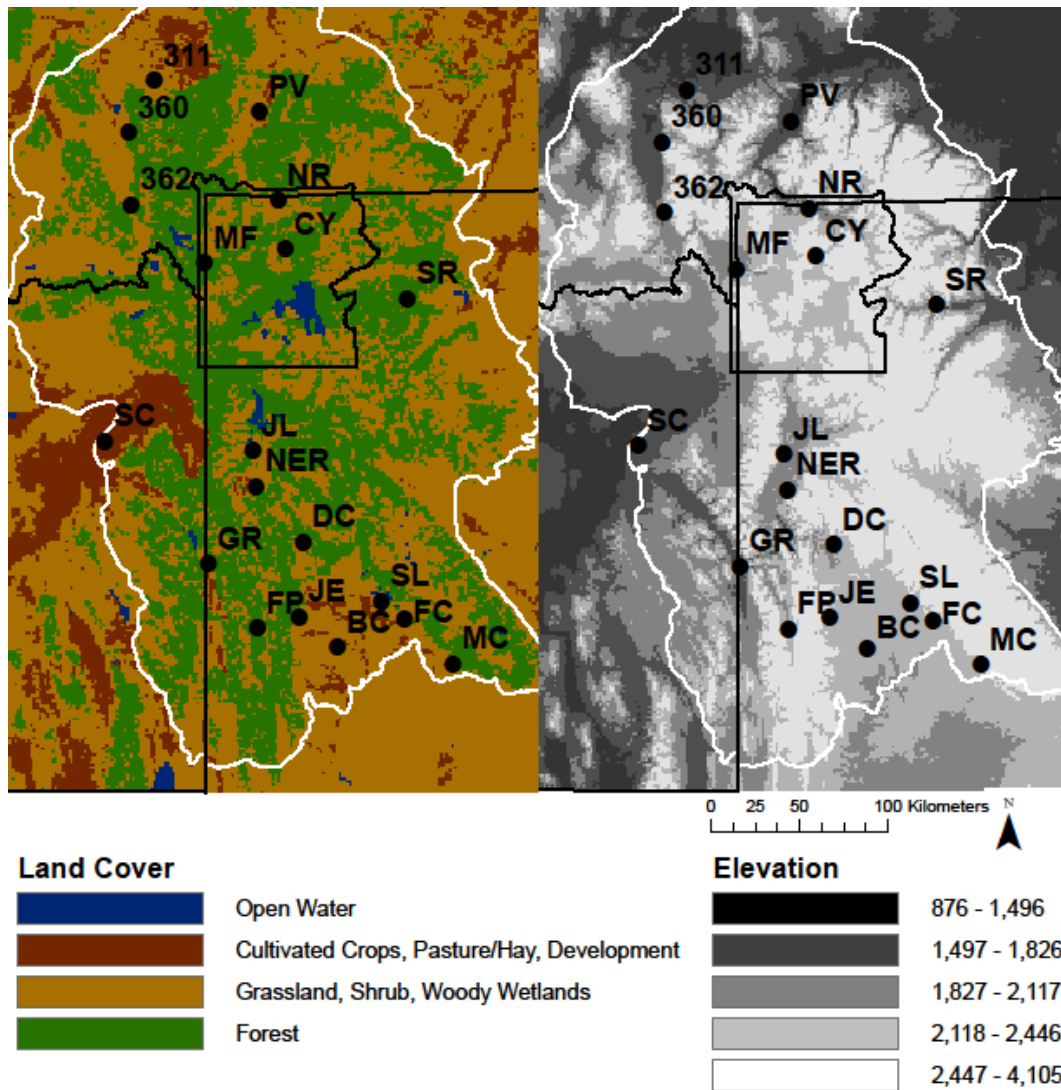 311
PV
360
362
NR
MF
CY
SR
SC
JL
NER
DC
GR
SL
FP
JE
BC
FC
MC
311
PV
360
362
NR
MF
CY
SR
SC
JL
NER
DC
GR
SL
FP
JE
BC
FC
MC
0 25 50 100 Kilometers
N
Land Cover
Open Water
Cultivated Crops, Pasture/Hay, Development
Grassland, Shrub, Woody Wetlands
Forest
Elevation
876 - 1,496
1,497 - 1,826
1,827 - 2,117
2,118 - 2,446
2,447 - 4,105